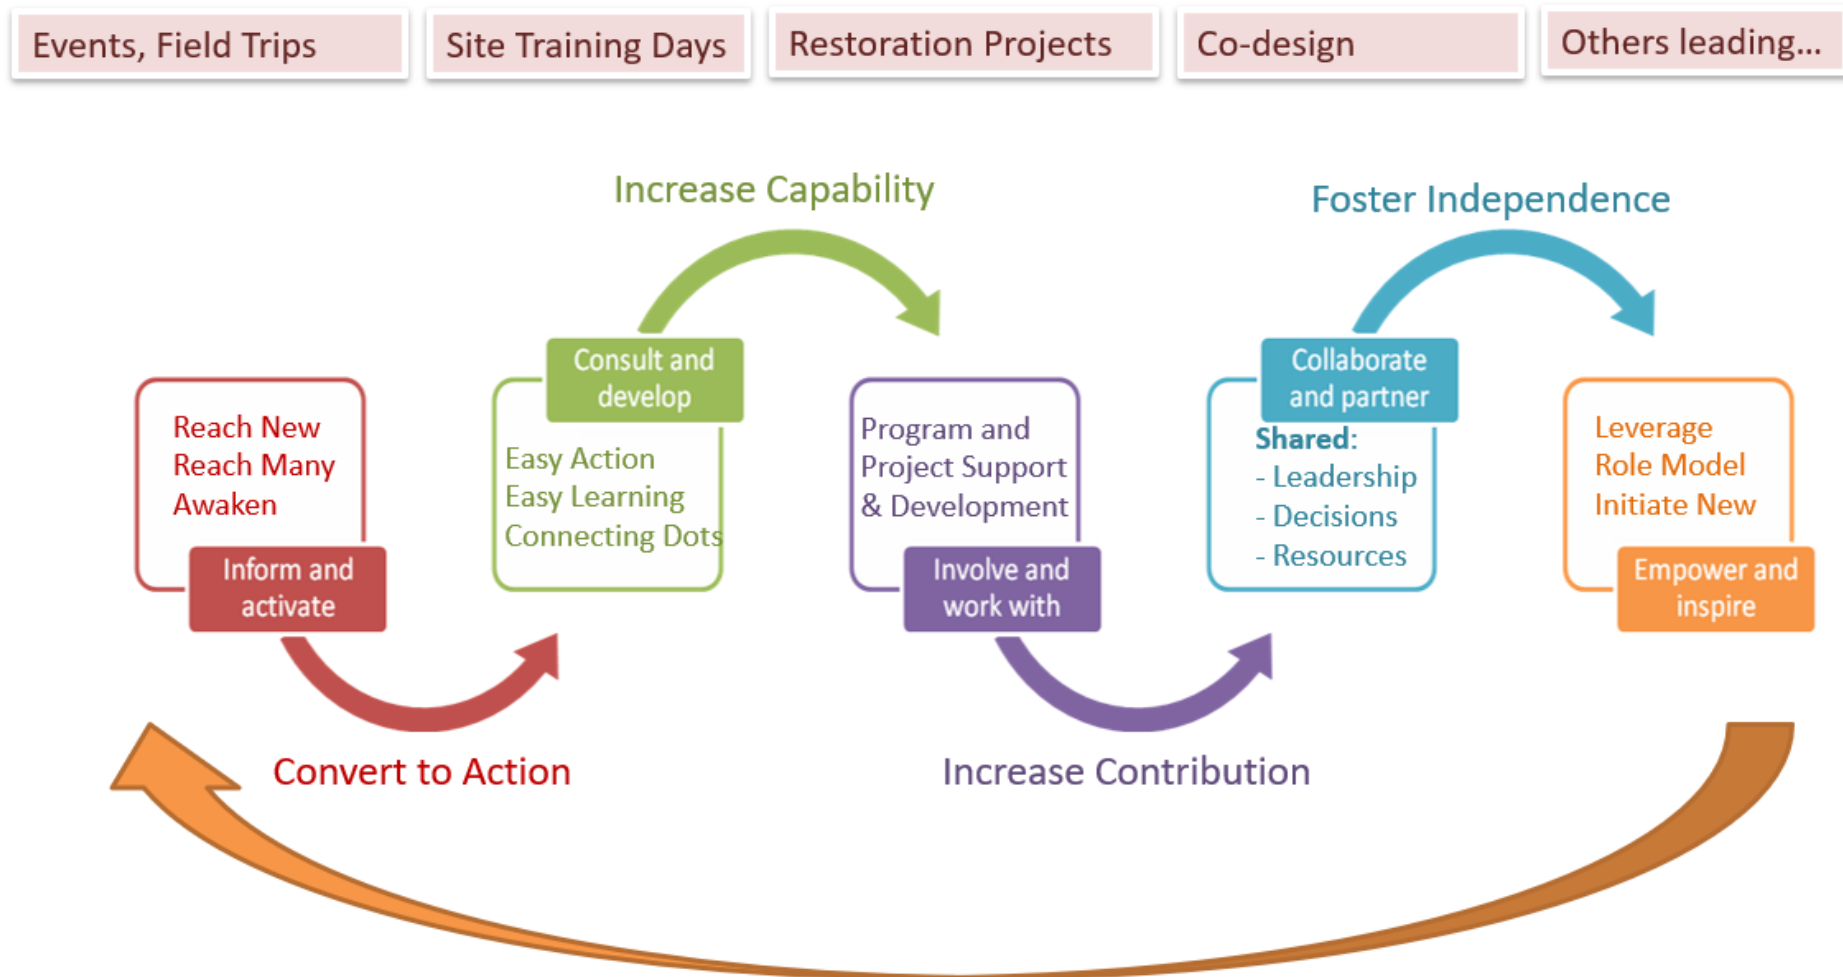 Events, Field Trips
Site Training Days
Restoration Projects
Co-design
Others leading...
Increase Capability
Foster Independence
Reach New
Reach Many
Awaken
Inform and
activate
Consult and
develop
Easy Action
Easy Learning
Connecting Dots
Program and
Project Support
& Development
Involve and
work with
Collaborate
and partner
Shared:
- Leadership
- Decisions
- Resources
Leverage
Role Model
Initiate New
Empower and
inspire
Convert to Action
Increase Contribution